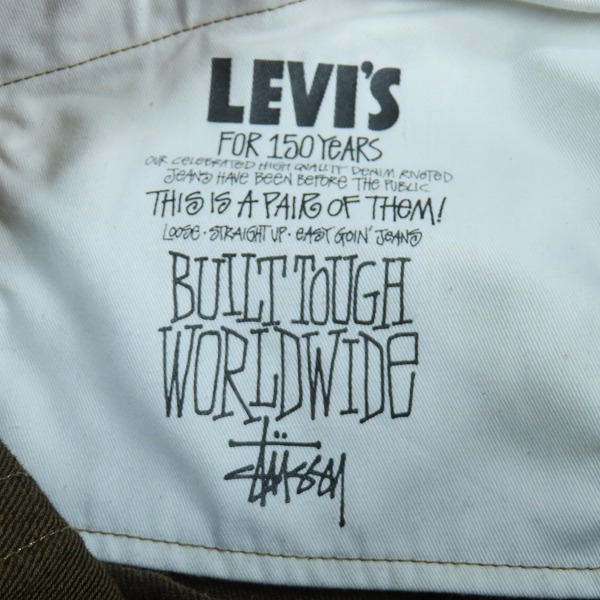 LEVI'S
FOR 150 YEARS
OUR CELEBRATED HIGH QUALITY DENIM RIVETED
JEANS HAVE BEEN BEFORE THE PUBLIC
THIS IS A PAIR OF THEM!
LOOSE · STRAIGHT UP · EASY GOIN' JEANS
BUILT TOUGH
WORLDWIDE
Stüssy